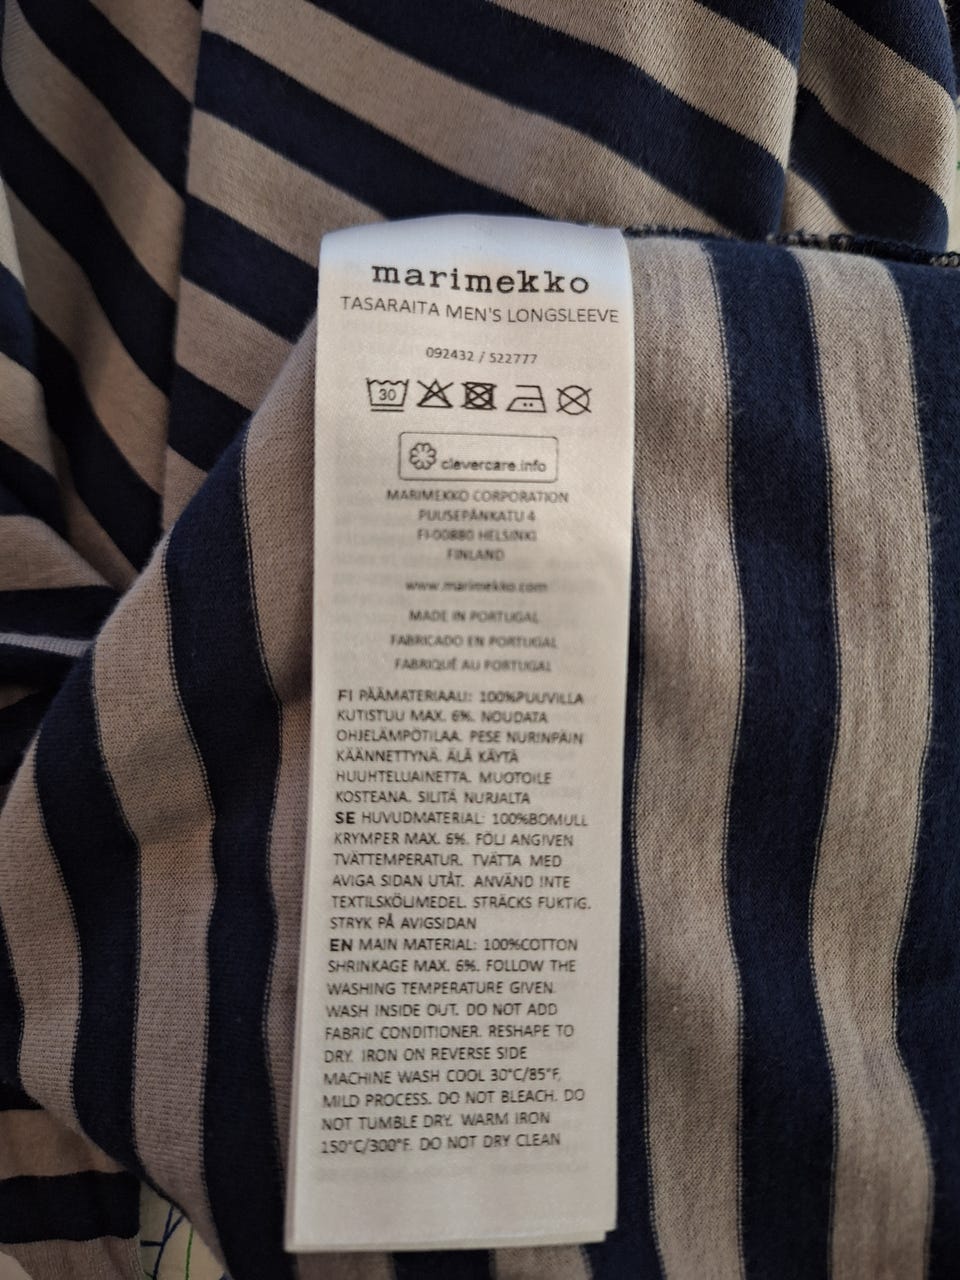 marimekko
TASARAITA MEN'S LONGSLEEVE
092432 / 522777
30
clevercare.info
MARIMEKKO CORPORATION
PUUSEPÄNKATU 4
FI-00880 HELSINKI
FINLAND
www.marimekko.com
MADE IN PORTUGAL
FABRICADO EN PORTUGAL
FABRIQUÉ AU PORTUGAL
FI PÄÄMATERIAALI: 100%PUUVILLA
KUTISTUU MAX. 6%. NOUDATA
OHJELÄMPÖTILAA. PESE NURINPÄIN
KÄÄNNETTYNÄ. ÄLÄ KÄYTÄ
HUUHTELUAINETTA. MUOTOILE
KOSTEANA. SILITÄ NURJALTA
SE HUVUDMATERIAL: 100%BOMULL
KRYMPER MAX. 6%. FÖLJ ANGIVEN
TVÄTTEMPERATUR. TVÄTTA MED
AVIGA SIDAN UTÅT. ANVÄND INTE
TEXTILSKÖLJMEDEL. STRÄCKS FUKTIG.
STRYK PÅ AVIGSIDAN
EN MAIN MATERIAL: 100%COTTON
SHRINKAGE MAX. 6%. FOLLOW THE
WASHING TEMPERATURE GIVEN.
WASH INSIDE OUT. DO NOT ADD
FABRIC CONDITIONER. RESHAPE TO
DRY. IRON ON REVERSE SIDE
MACHINE WASH COOL 30°C/85°F,
MILD PROCESS. DO NOT BLEACH. DO
NOT TUMBLE DRY. WARM IRON
150°C/300°F. DO NOT DRY CLEAN